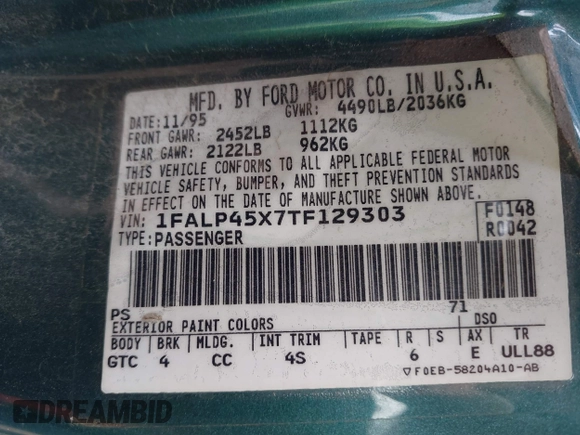 MFD. BY FORD MOTOR CO. IN U.S.A.
DATE: 11/95 GVWR: 4490LB/2036KG
FRONT GAWR: 2452LB 1112KG
REAR GAWR: 2122LB 962KG
THIS VEHICLE CONFORMS TO ALL APPLICABLE FEDERAL MOTOR
VEHICLE SAFETY, BUMPER, AND THEFT PREVENTION STANDARDS
IN EFFECT ON THE DATE OF MANUFACTURE SHOWN ABOVE.
VIN: 1FALP45X7TF129303 F0148
TYPE: PASSENGER R0042
PS 71
EXTERIOR PAINT COLORS DSO
BODY BRK MLDG. INT TRIM TAPE R S AX TR
GTC 4 CC 4S 6 E ULL88
▽F0EB-58204A10-AB
DREAMBID